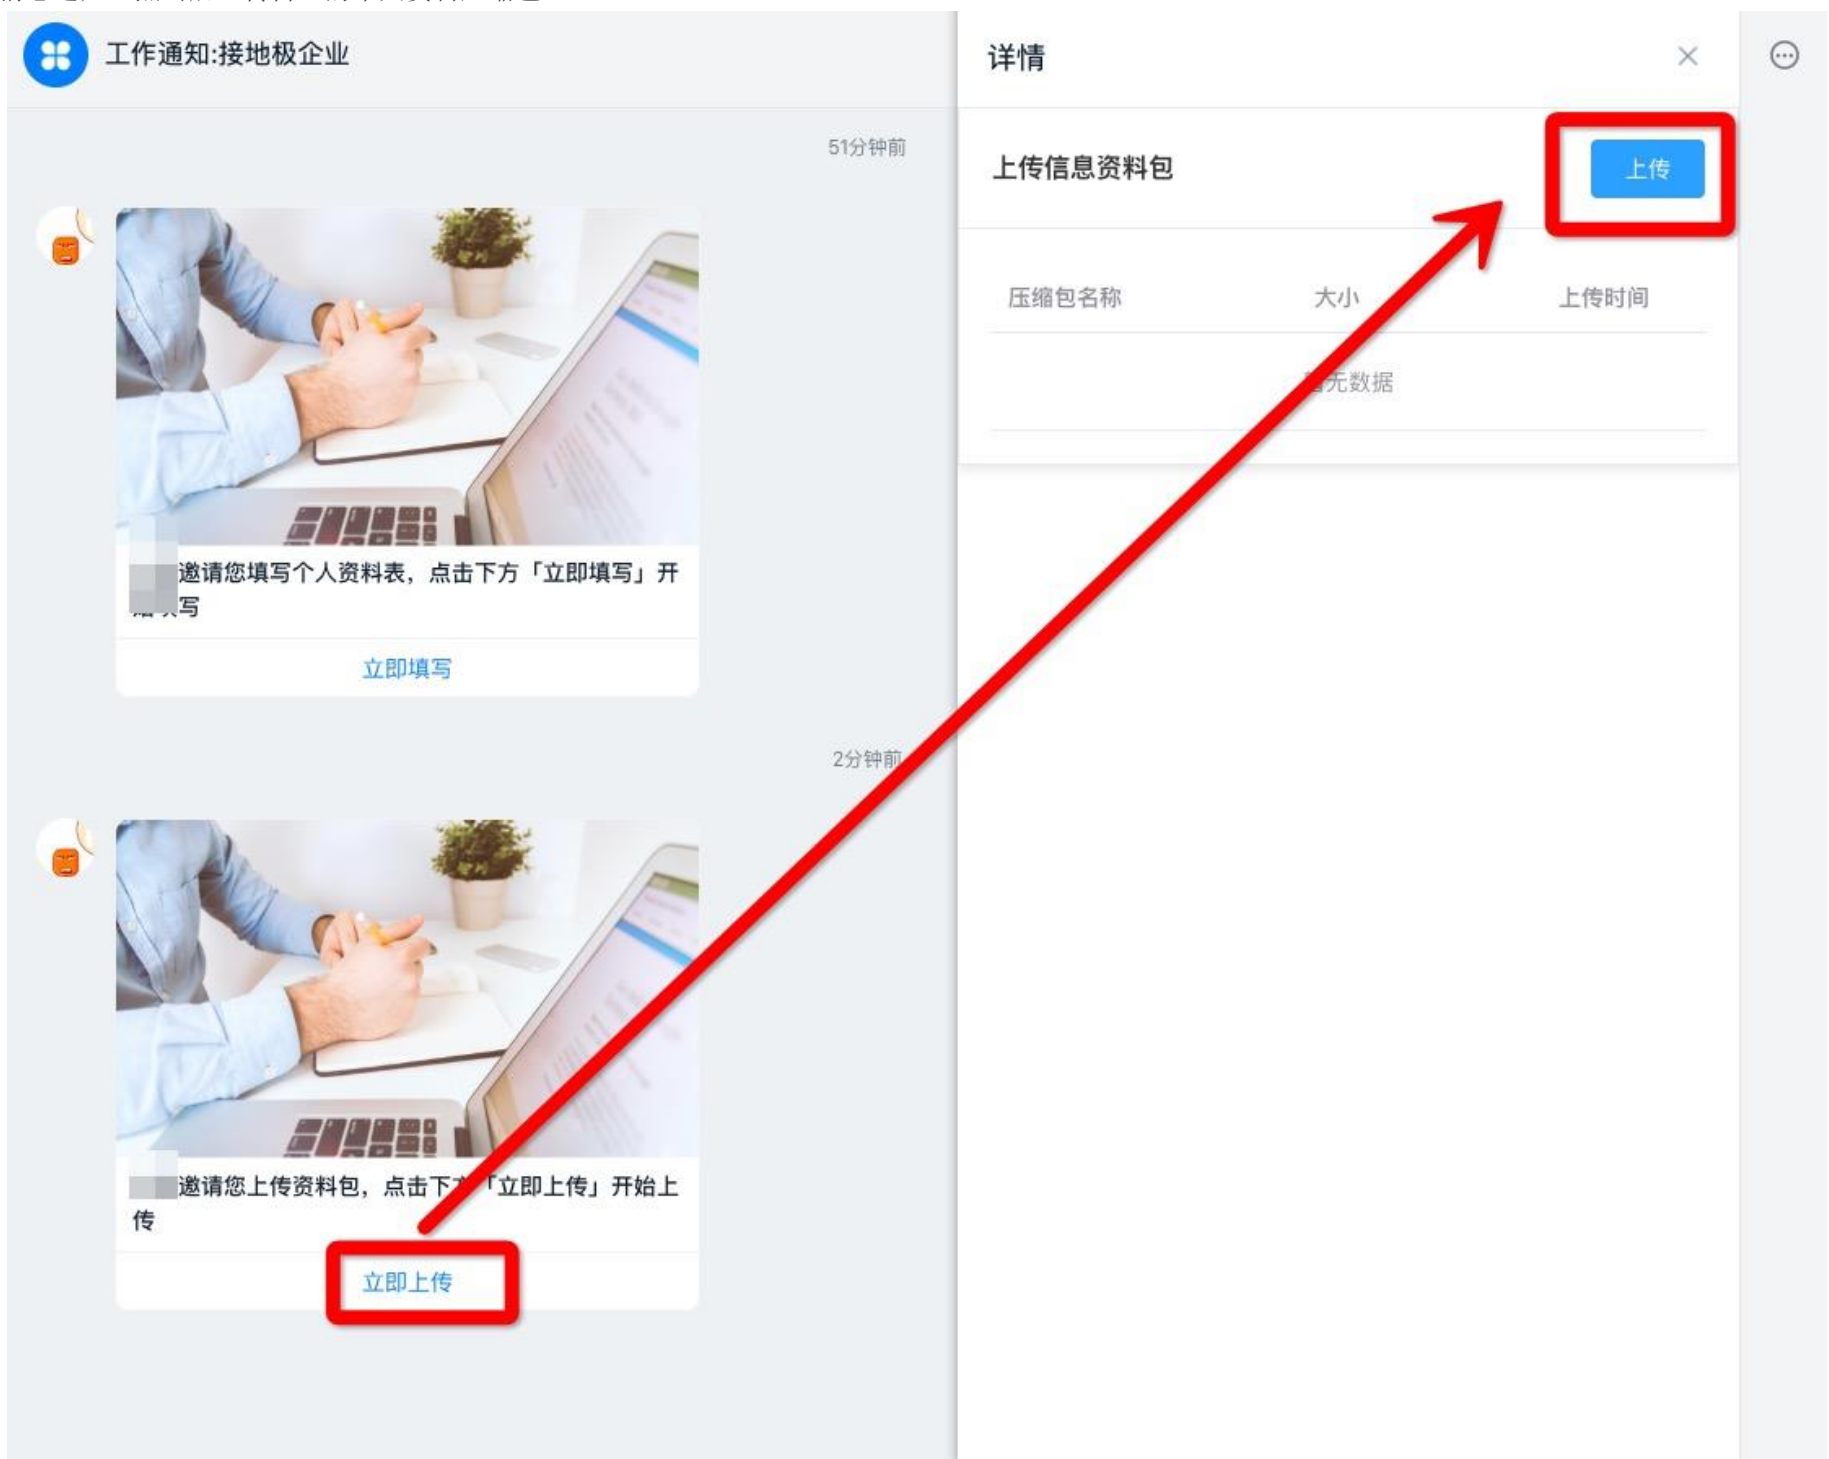 工作通知:接地极企业
51分钟前
邀请您填写个人资料表，点击下方「立即填写」开
写
立即填写
2分钟前
邀请您上传资料包，点击下方「立即上传」开始上
传
立即上传
详情
上传信息资料包
上传
压缩包名称 大小 上传时间
暂无数据